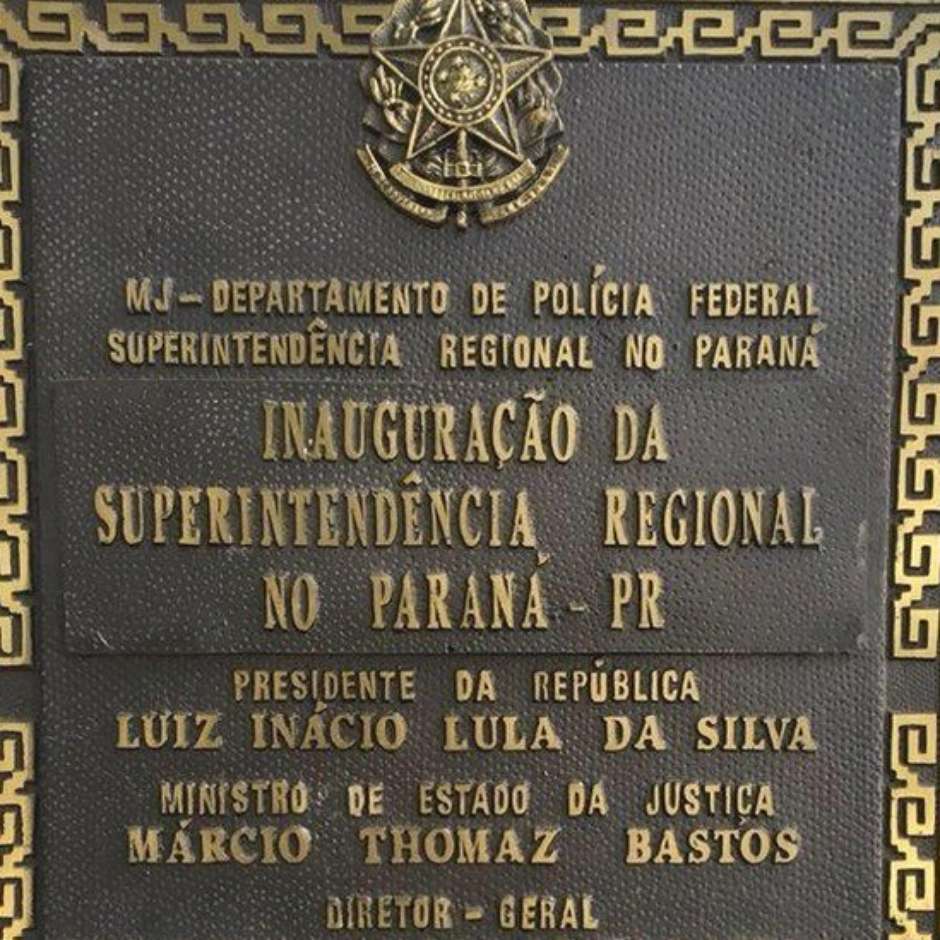 MJ - DEPARTAMENTO DE POLÍCIA FEDERAL
SUPERINTENDÊNCIA REGIONAL NO PARANÁ
INAUGURAÇÃO DA
SUPERINTENDÊNCIA REGIONAL
NO PARANÁ - PR
PRESIDENTE DA REPÚBLICA
LUIZ INÁCIO LULA DA SILVA
MINISTRO DE ESTADO DA JUSTIÇA
MÁRCIO THOMAZ BASTOS
DIRETOR - GERAL